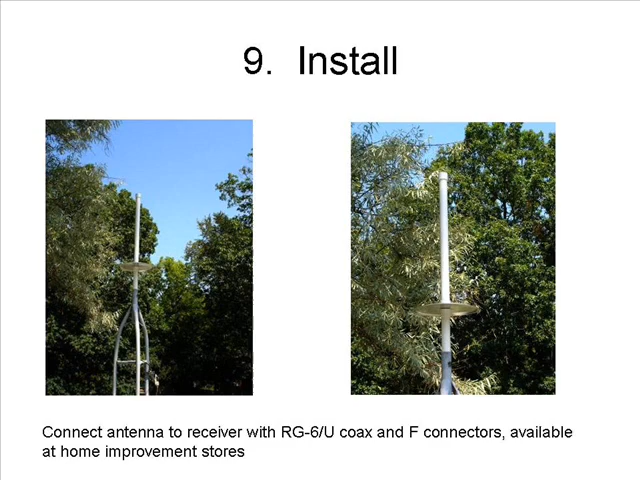 9. Install
Connect antenna to receiver with RG-6/U coax and F connectors, available
at home improvement stores